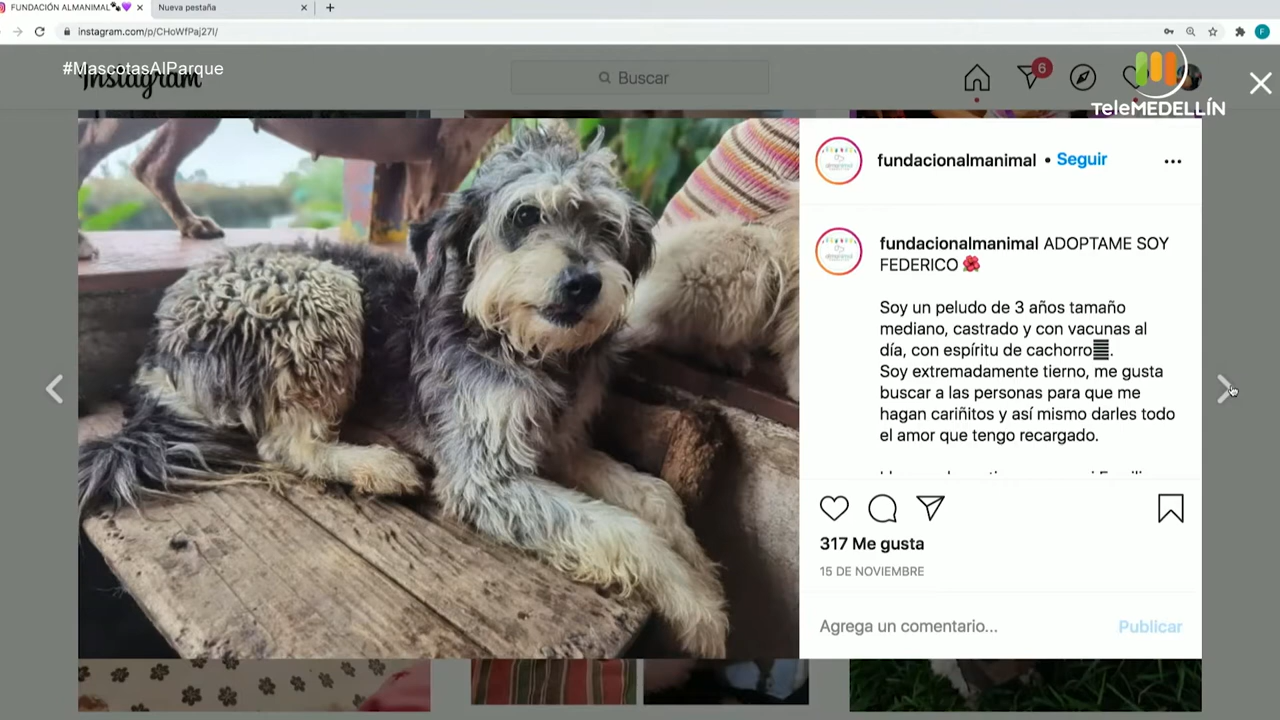 FUNDACIÓN ALMANIMAL🐾💜
Nueva pestaña
instagram.com/p/CHoWfPaj27I/
#MascotasAlParque
Instagram
Buscar
6
TeleMEDELLÍN
fundacionalmanimal • Seguir
fundacionalmanimal ADOPTAME SOY
FEDERICO 🌺
Soy un peludo de 3 años tamaño
mediano, castrado y con vacunas al
día, con espíritu de cachorro.
Soy extremadamente tierno, me gusta
buscar a las personas para que me
hagan cariñitos y así mismo darles todo
el amor que tengo recargado.
317 Me gusta
15 DE NOVIEMBRE
Agrega un comentario...
Publicar